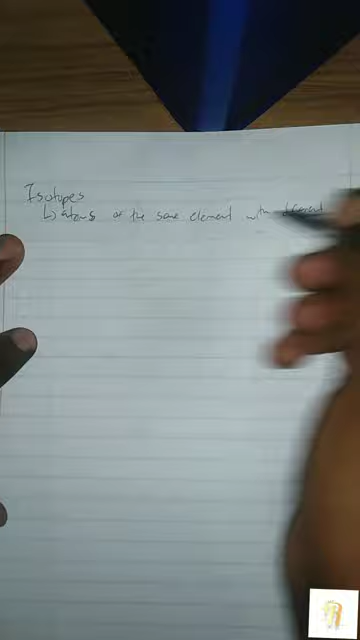 Isotopes
↳ atoms of the same element with different